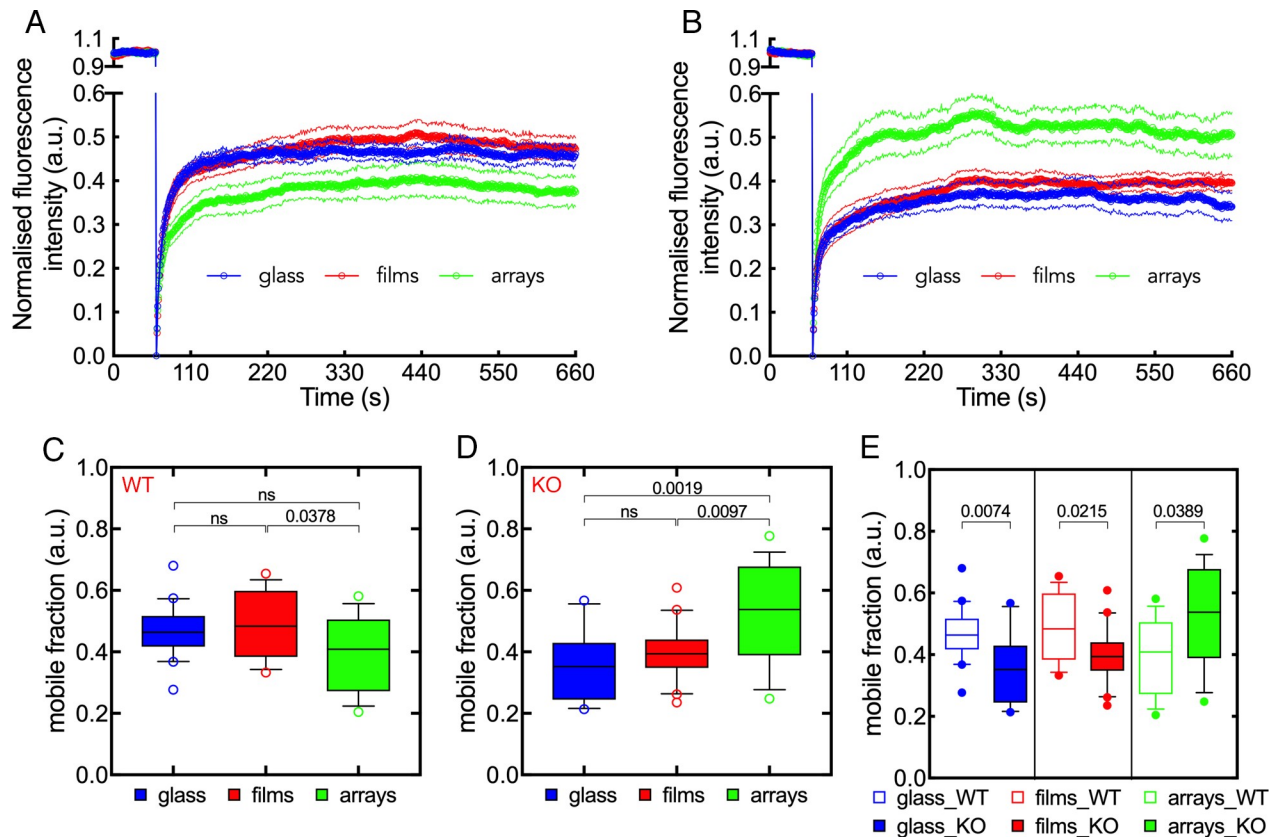 A
Normalised fluorescence
intensity (a.u.)
1.1
0.9
0.6
0.5
0.4
0.3
0.2
0.1
0.0
glass films arrays
0 110 220 330 440 550 660
Time (s)
B
Normalised fluorescence
intensity (a.u.)
1.1
0.9
0.6
0.5
0.4
0.3
0.2
0.1
0.0
glass films arrays
0 110 220 330 440 550 660
Time (s)
C
mobile fraction (a.u.)
1.0
0.8
0.6
0.4
0.2
0.0
WT
ns
ns 0.0378
glass films arrays
D
mobile fraction (a.u.)
1.0
0.8
0.6
0.4
0.2
0.0
KO
0.0019
ns 0.0097
glass films arrays
E
mobile fraction (a.u.)
1.0
0.8
0.6
0.4
0.2
0.0
0.0074 0.0215 0.0389
glass_WT films_WT arrays_WT
glass_KO films_KO arrays_KO